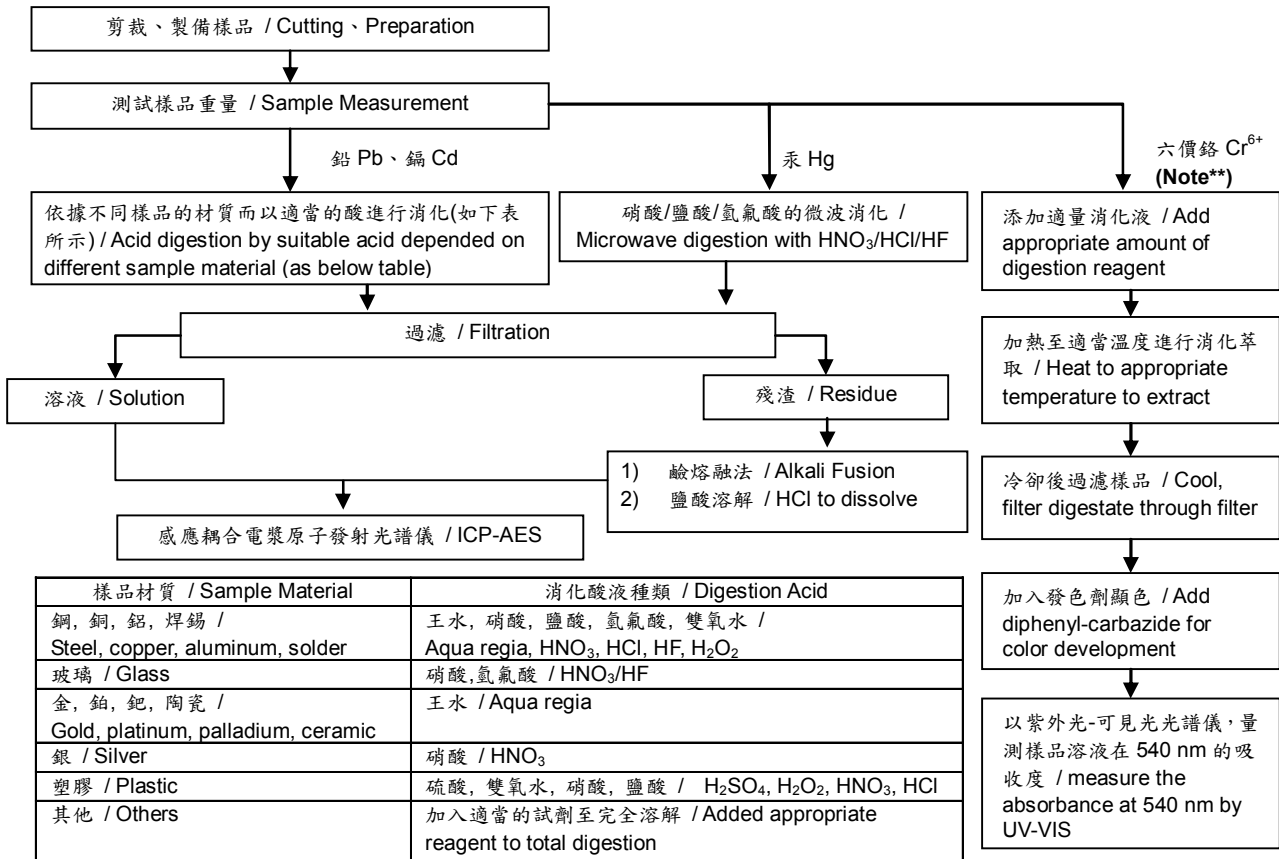 剪裁、製備樣品 / Cutting、Preparation
測試樣品重量 / Sample Measurement
鉛 Pb、鎘 Cd
汞 Hg
六價鉻 Cr⁶⁺
(Note**)
依據不同樣品的材質而以適當的酸進行消化(如下表
所示) / Acid digestion by suitable acid depended on
different sample material (as below table)
硝酸/鹽酸/氫氟酸的微波消化 /
Microwave digestion with HNO₃/HCl/HF
添加適量消化液 / Add
appropriate amount of
digestion reagent
過濾 / Filtration
加熱至適當溫度進行消化萃
取 / Heat to appropriate
temperature to extract
溶液 / Solution
殘渣 / Residue
1) 鹼熔融法 / Alkali Fusion
2) 鹽酸溶解 / HCl to dissolve
冷卻後過濾樣品 / Cool,
filter digestate through filter
感應耦合電漿原子發射光譜儀 / ICP-AES
加入發色劑顯色 / Add
diphenyl-carbazide for
color development
以紫外光-可見光光譜儀，量
測樣品溶液在 540 nm 的吸
收度 / measure the
absorbance at 540 nm by
UV-VIS
樣品材質 / Sample Material
消化酸液種類 / Digestion Acid
鋼, 銅, 鋁, 焊錫 /
Steel, copper, aluminum, solder
王水, 硝酸, 鹽酸, 氫氟酸, 雙氧水 /
Aqua regia, HNO₃, HCl, HF, H₂O₂
玻璃 / Glass
硝酸,氫氟酸 / HNO₃/HF
金, 鉑, 鈀, 陶瓷 /
Gold, platinum, palladium, ceramic
王水 / Aqua regia
銀 / Silver
硝酸 / HNO₃
塑膠 / Plastic
硫酸, 雙氧水, 硝酸, 鹽酸 / H₂SO₄, H₂O₂, HNO₃, HCl
其他 / Others
加入適當的試劑至完全溶解 / Added appropriate
reagent to total digestion